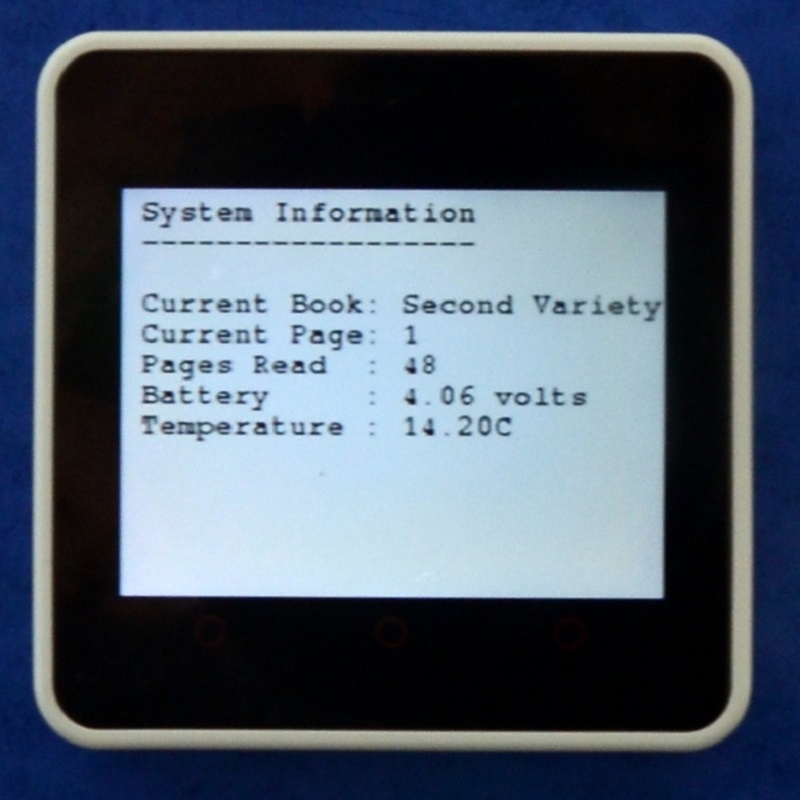 System Information
------------------
Current Book: Second Variety
Current Page: 1
Pages Read  : 48
Battery     : 4.06 volts
Temperature : 14.20C